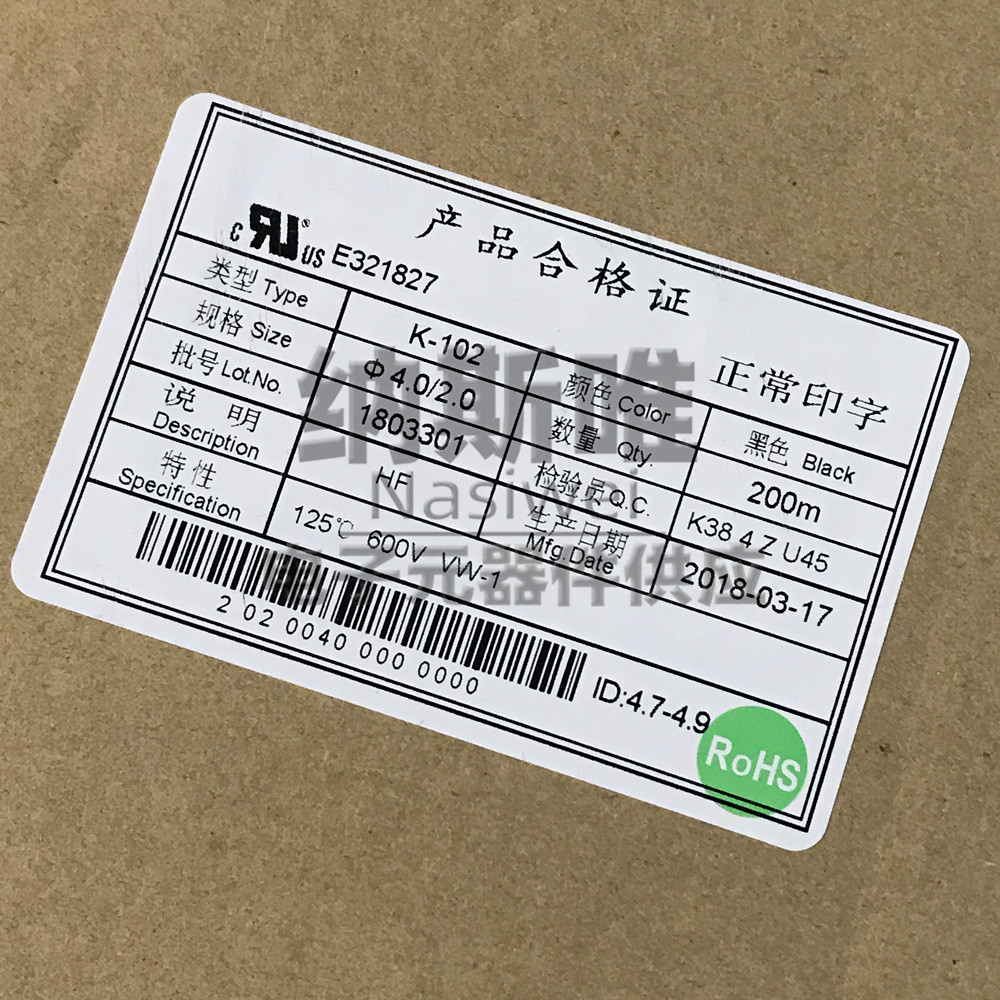 产品合格证
c RU ® US E321827
正常印字
类型 Type K-102 颜色 Color 黑色 Black
规格 Size Φ4.0/2.0 数量 Qty. 200m
批号 Lot.No. 1803301 检验员Q.C. K38 4 Z U45
说 明 Description HF 生产日期 Mfg.Date 2018-03-17
特性 Specification 125℃ 600V VW-1
2 02 0040 000 0000
ID:4.7-4.9
RoHS
纳斯唯
Nasiwei
电子元器件供应